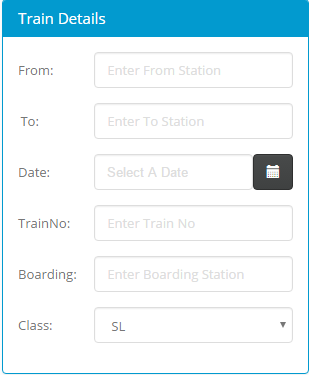 Train Details
From: Enter From Station
To: Enter To Station
Date: Select A Date
TrainNo: Enter Train No
Boarding: Enter Boarding Station
Class: SL